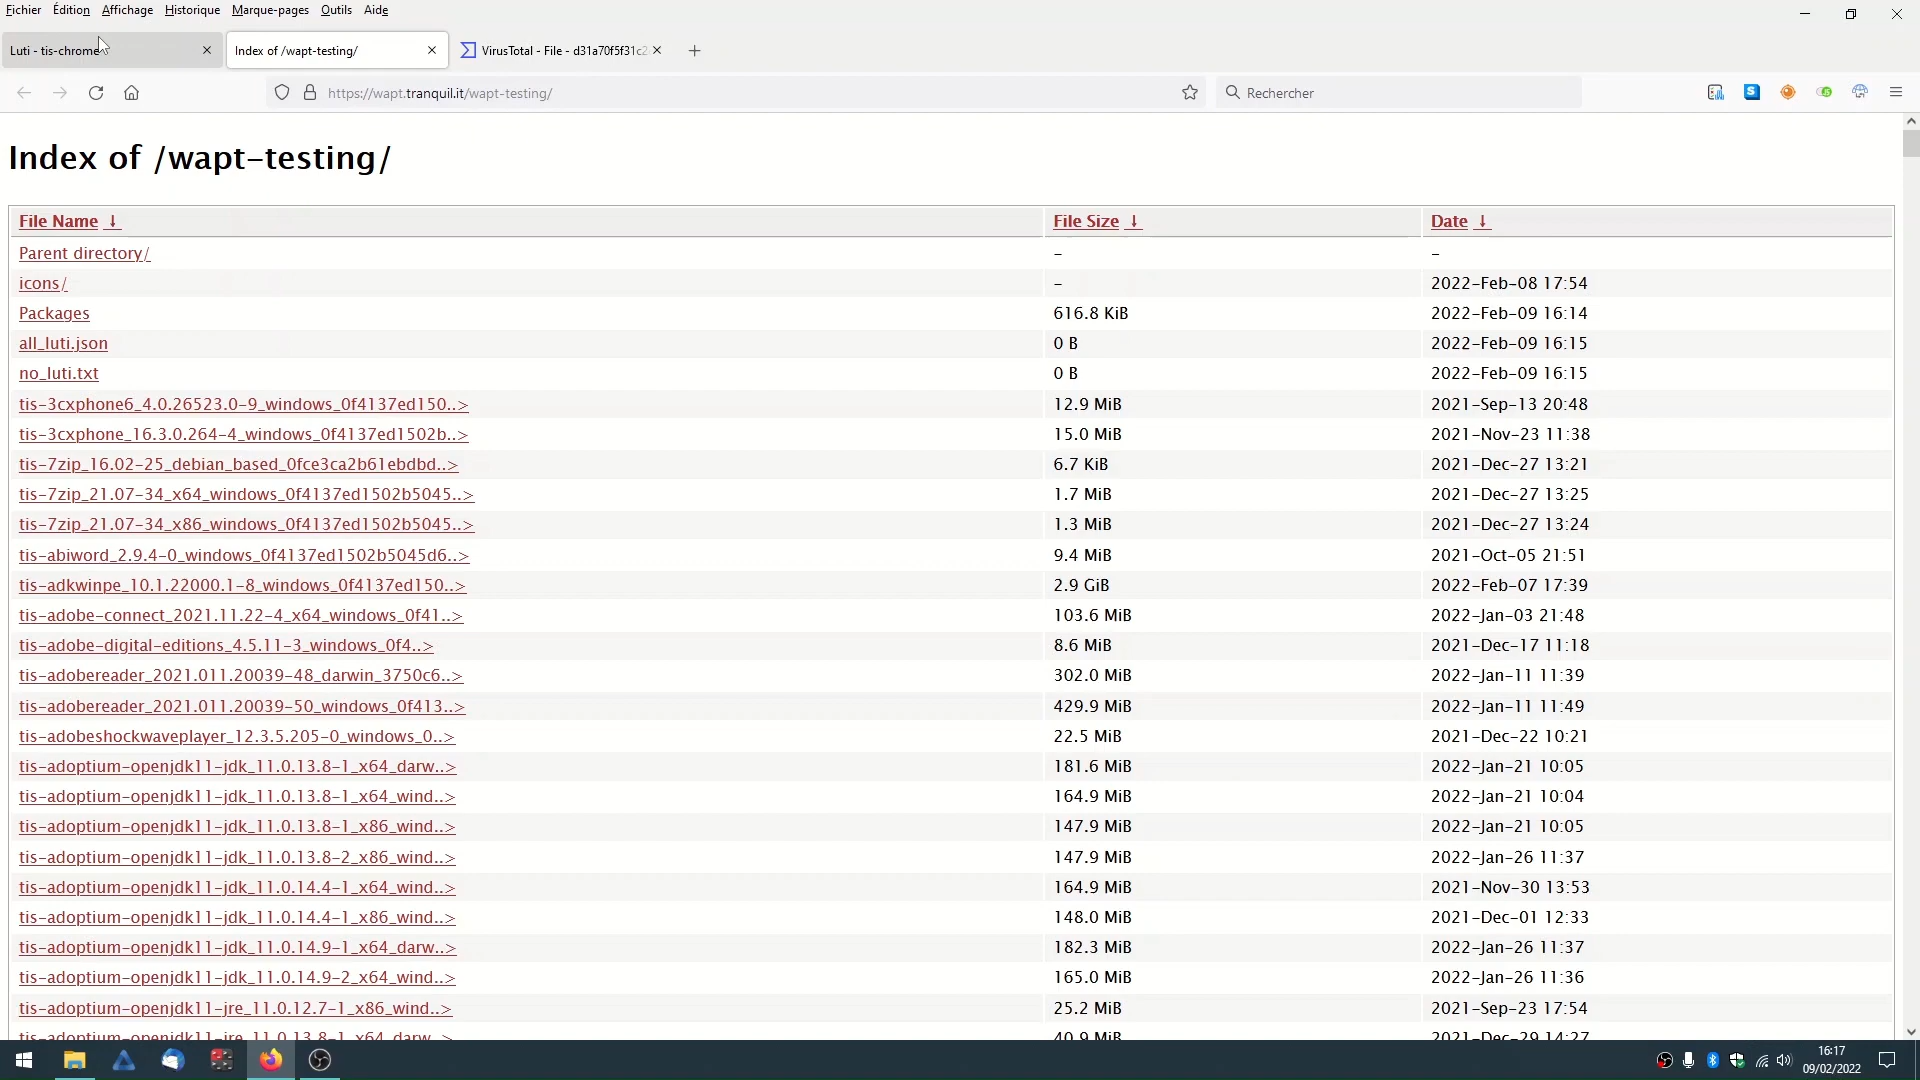 Fichier Édition Affichage Historique Marque-pages Outils Aide
Luti - tis-chrome
Index of /wapt-testing/
VirusTotal - File - d31a70f5f31c2
https://wapt.tranquil.it/wapt-testing/
Rechercher
Index of /wapt-testing/
File Name ↓ File Size ↓ Date ↓
Parent directory/ - -
icons/ - 2022-Feb-08 17:54
Packages 616.8 KiB 2022-Feb-09 16:14
all_luti.json 0 B 2022-Feb-09 16:15
no_luti.txt 0 B 2022-Feb-09 16:15
tis-3cxphone6_4.0.26523.0-9_windows_0f4137ed150..> 12.9 MiB 2021-Sep-13 20:48
tis-3cxphone_16.3.0.264-4_windows_0f4137ed1502b..> 15.0 MiB 2021-Nov-23 11:38
tis-7zip_16.02-25_debian_based_0fce3ca2b61ebdbd..> 6.7 KiB 2021-Dec-27 13:21
tis-7zip_21.07-34_x64_windows_0f4137ed1502b5045..> 1.7 MiB 2021-Dec-27 13:25
tis-7zip_21.07-34_x86_windows_0f4137ed1502b5045..> 1.3 MiB 2021-Dec-27 13:24
tis-abiword_2.9.4-0_windows_0f4137ed1502b5045d6..> 9.4 MiB 2021-Oct-05 21:51
tis-adkwinpe_10.1.22000.1-8_windows_0f4137ed150..> 2.9 GiB 2022-Feb-07 17:39
tis-adobe-connect_2021.11.22-4_x64_windows_0f41..> 103.6 MiB 2022-Jan-03 21:48
tis-adobe-digital-editions_4.5.11-3_windows_0f4..> 8.6 MiB 2021-Dec-17 11:18
tis-adobereader_2021.011.20039-48_darwin_3750c6..> 302.0 MiB 2022-Jan-11 11:39
tis-adobereader_2021.011.20039-50_windows_0f413..> 429.9 MiB 2022-Jan-11 11:49
tis-adobeshockwaveplayer_12.3.5.205-0_windows_0..> 22.5 MiB 2021-Dec-22 10:21
tis-adoptium-openjdk11-jdk_11.0.13.8-1_x64_darw..> 181.6 MiB 2022-Jan-21 10:05
tis-adoptium-openjdk11-jdk_11.0.13.8-1_x64_wind..> 164.9 MiB 2022-Jan-21 10:04
tis-adoptium-openjdk11-jdk_11.0.13.8-1_x86_wind..> 147.9 MiB 2022-Jan-21 10:05
tis-adoptium-openjdk11-jdk_11.0.13.8-2_x86_wind..> 147.9 MiB 2022-Jan-26 11:37
tis-adoptium-openjdk11-jdk_11.0.14.4-1_x64_wind..> 164.9 MiB 2021-Nov-30 13:53
tis-adoptium-openjdk11-jdk_11.0.14.4-1_x86_wind..> 148.0 MiB 2021-Dec-01 12:33
tis-adoptium-openjdk11-jdk_11.0.14.9-1_x64_darw..> 182.3 MiB 2022-Jan-26 11:37
tis-adoptium-openjdk11-jdk_11.0.14.9-2_x64_wind..> 165.0 MiB 2022-Jan-26 11:36
tis-adoptium-openjdk11-jre_11.0.12.7-1_x86_wind..> 25.2 MiB 2021-Sep-23 17:54
tis-adoptium-openjdk11-jre_11.0.13.8-1_x64_darw..> 40.9 MiB 2021-Dec-29 14:27
16:17
09/02/2022